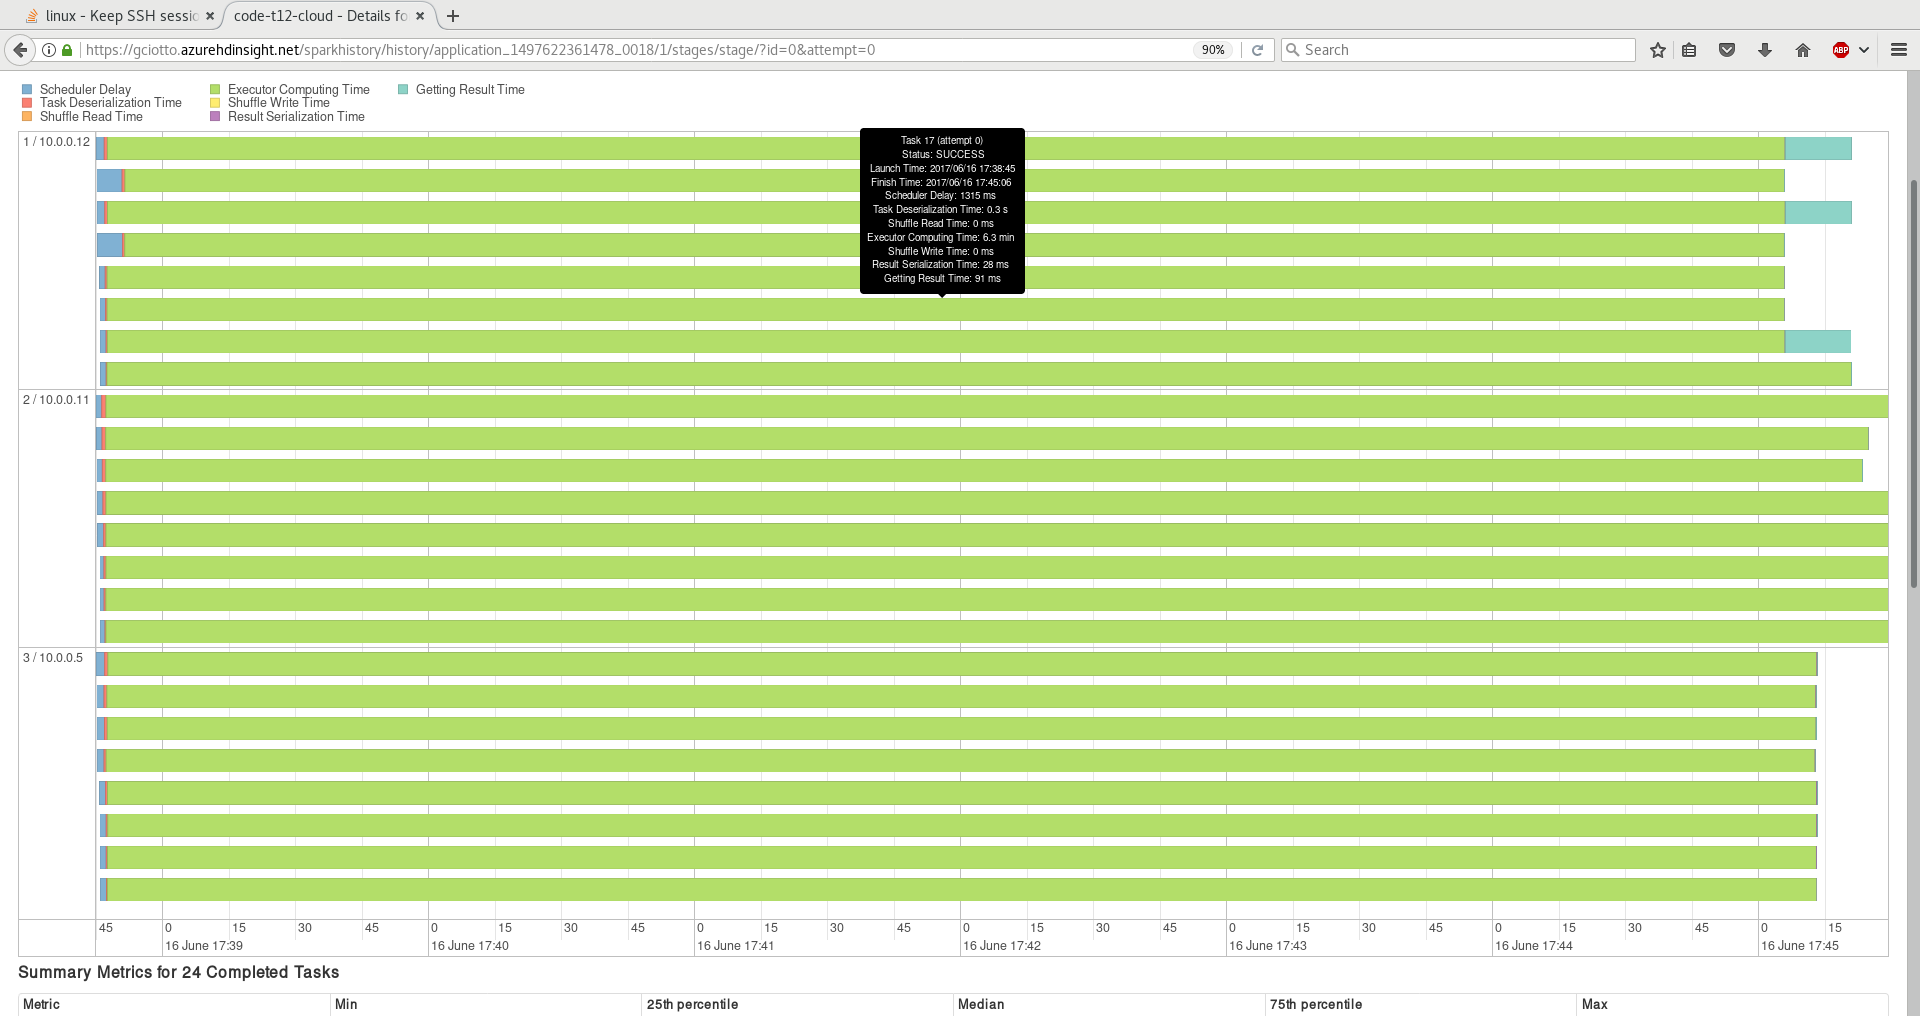 linux - Keep SSH sessio
code-t12-cloud - Details fo
https://gciotto.azurehdinsight.net/sparkhistory/history/application_1497622361478_0018/1/stages/stage/?id=0&attempt=0
90%
Search
ABP
Scheduler Delay
Executor Computing Time
Getting Result Time
Task Deserialization Time
Shuffle Write Time
Shuffle Read Time
Result Serialization Time
1 / 10.0.0.12
Task 17 (attempt 0)
Status: SUCCESS
Launch Time: 2017/06/16 17:38:45
Finish Time: 2017/06/16 17:45:06
Scheduler Delay: 1315 ms
Task Deserialization Time: 0.3 s
Shuffle Read Time: 0 ms
Executor Computing Time: 6.3 min
Shuffle Write Time: 0 ms
Result Serialization Time: 28 ms
Getting Result Time: 91 ms
2 / 10.0.0.11
3 / 10.0.0.5
45 0 15 30 45 0 15 30 45 0 15 30 45 0 15 30 45 0 15 30 45 0 15 30 45 0 15
16 June 17:39 16 June 17:40 16 June 17:41 16 June 17:42 16 June 17:43 16 June 17:44 16 June 17:45
Summary Metrics for 24 Completed Tasks
Metric Min 25th percentile Median 75th percentile Max